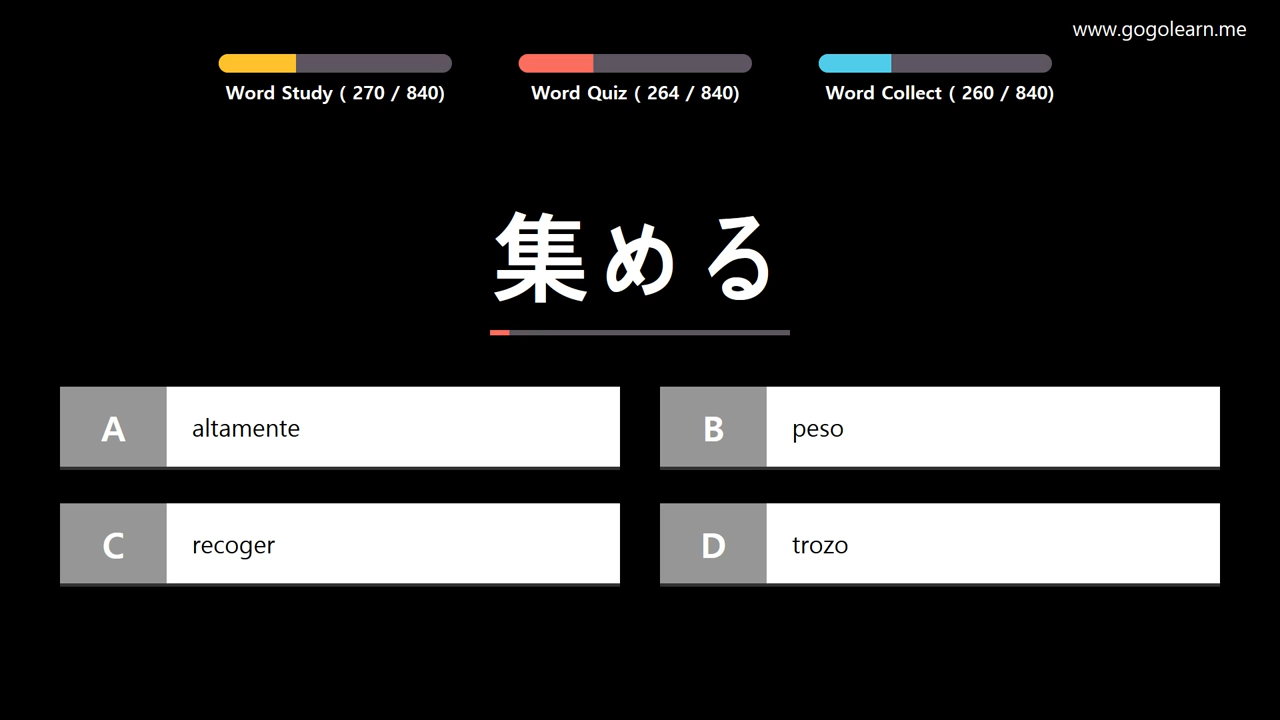 www.gogolearn.me
Word Study ( 270 / 840)
Word Quiz ( 264 / 840)
Word Collect ( 260 / 840)
集める
A altamente
B peso
C recoger
D trozo